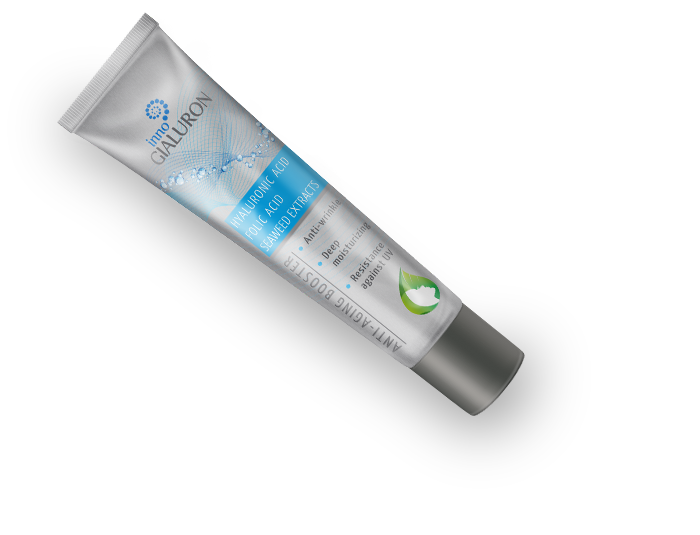 inno
GIALURON
HYALURONIC ACID
FOLIC ACID
SEAWEED EXTRACTS
• Anti-wrinkle
• Deep
moisturizing
• Resistance
against UV
ANTI-AGING BOOSTER